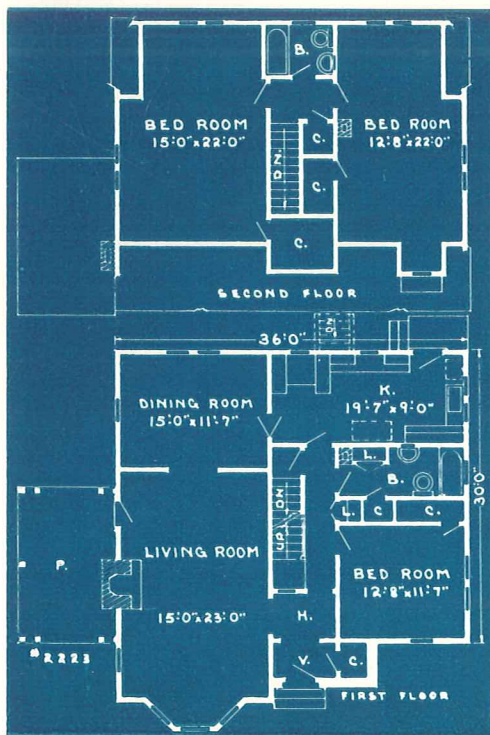 B.
BED ROOM
15'-0"x22'-0"
BED ROOM
12'-8"x22'-0"
C.
DN
C.
C.
SECOND FLOOR
36'-0"
DN
DINING ROOM
15'-0"x11'-7"
K.
19'-7"x9'-0"
L.
B.
30'-0"
DN
UP
L.
C
C.
P.
LIVING ROOM
15'-0"x23'-0"
BED ROOM
12'-8"x11'-7"
H.
V.
C.
#2223
FIRST FLOOR